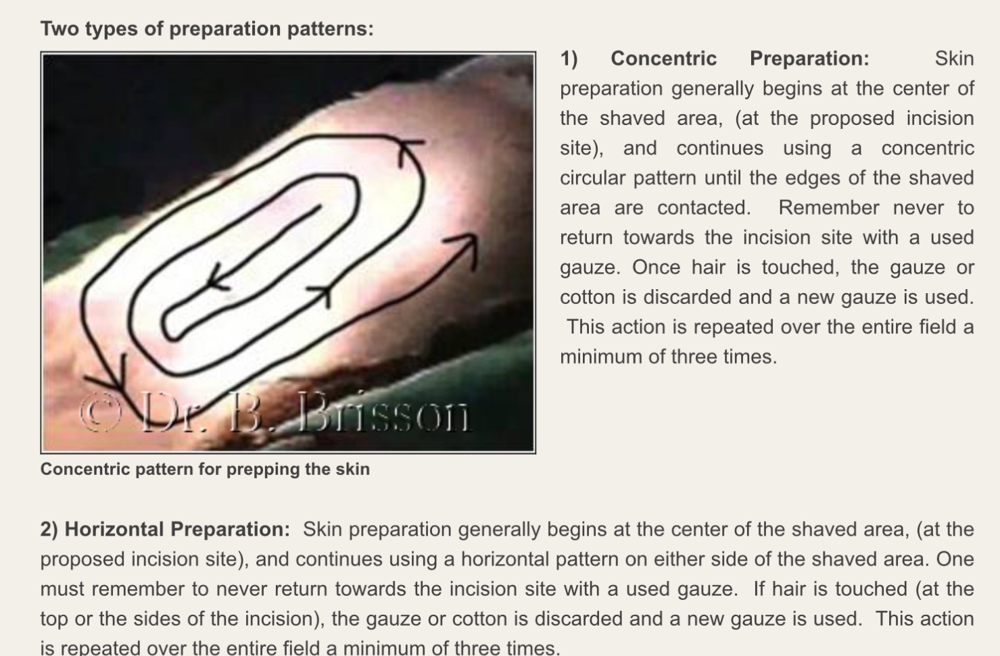 Two types of preparation patterns:
1) Concentric Preparation: Skin
preparation generally begins at the center of
the shaved area, (at the proposed incision
site), and continues using a concentric
circular pattern until the edges of the shaved
area are contacted. Remember never to
return towards the incision site with a used
gauze. Once hair is touched, the gauze or
cotton is discarded and a new gauze is used.
This action is repeated over the entire field a
minimum of three times.
© Dr. B. Brisson
Concentric pattern for prepping the skin
2) Horizontal Preparation: Skin preparation generally begins at the center of the shaved area, (at the
proposed incision site), and continues using a horizontal pattern on either side of the shaved area. One
must remember to never return towards the incision site with a used gauze. If hair is touched (at the
top or the sides of the incision), the gauze or cotton is discarded and a new gauze is used. This action
is repeated over the entire field a minimum of three times.